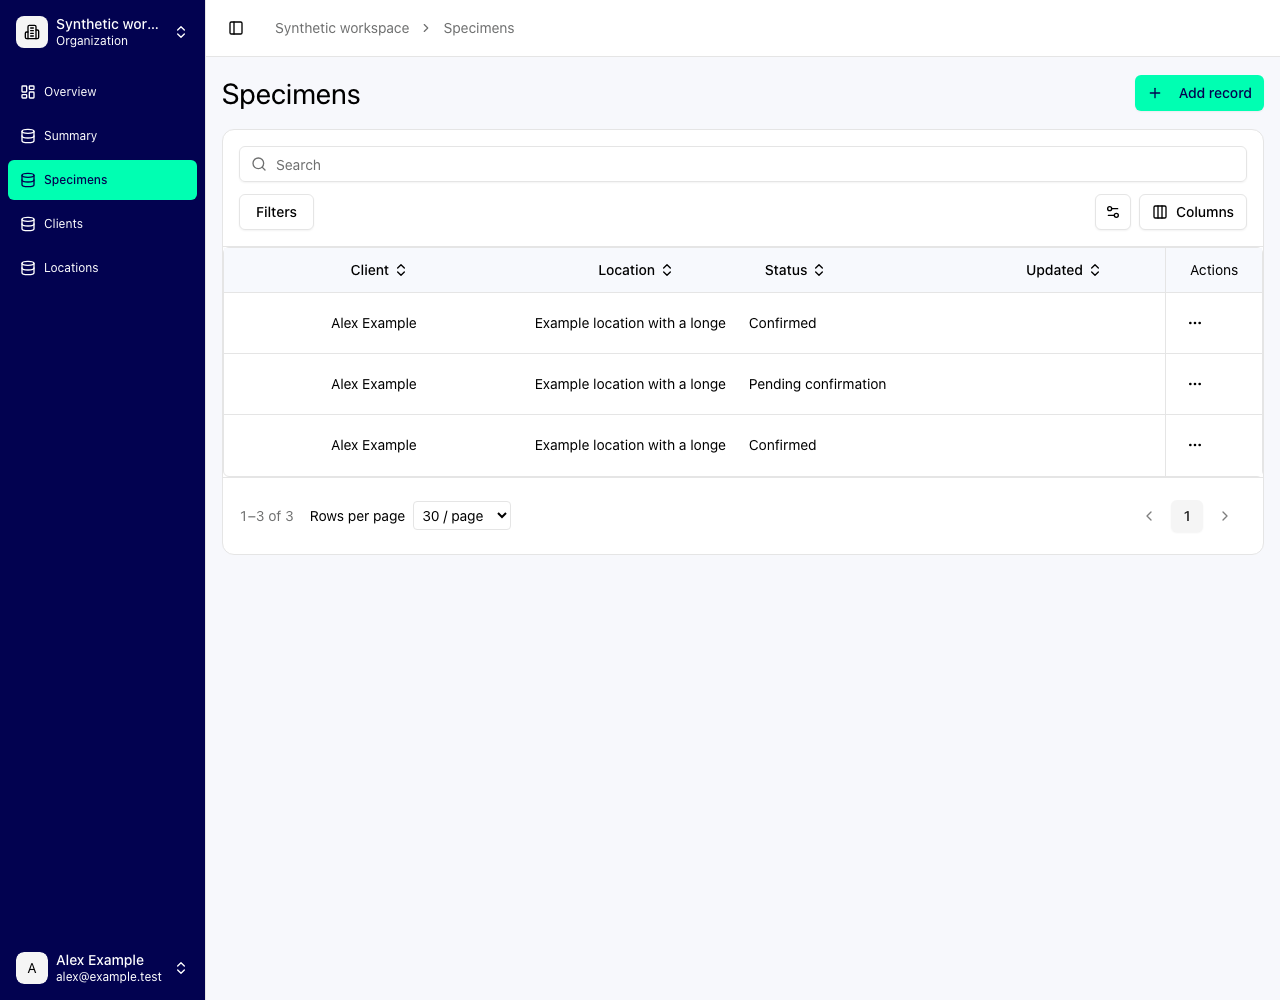 Synthetic wor...
Organization
Overview
Summary
Specimens
Clients
Locations
Alex Example
alex@example.test
A
Synthetic workspace > Specimens
Specimens
+ Add record
Search
Filters
Columns
Client Location Status Updated Actions
Alex Example Example location with a longe Confirmed ...
Alex Example Example location with a longe Pending confirmation ...
Alex Example Example location with a longe Confirmed ...
1–3 of 3 Rows per page 30 / page 1